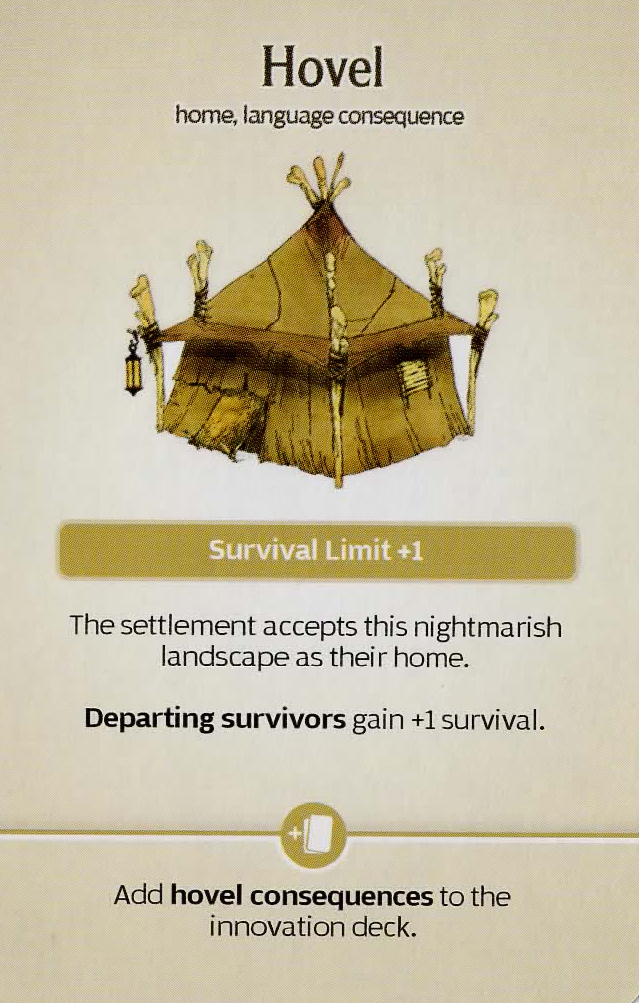 Hovel
home, language consequence
Survival Limit +1
The settlement accepts this nightmarish
landscape as their home.
Departing survivors gain +1 survival.
+
Add hovel consequences to the
innovation deck.